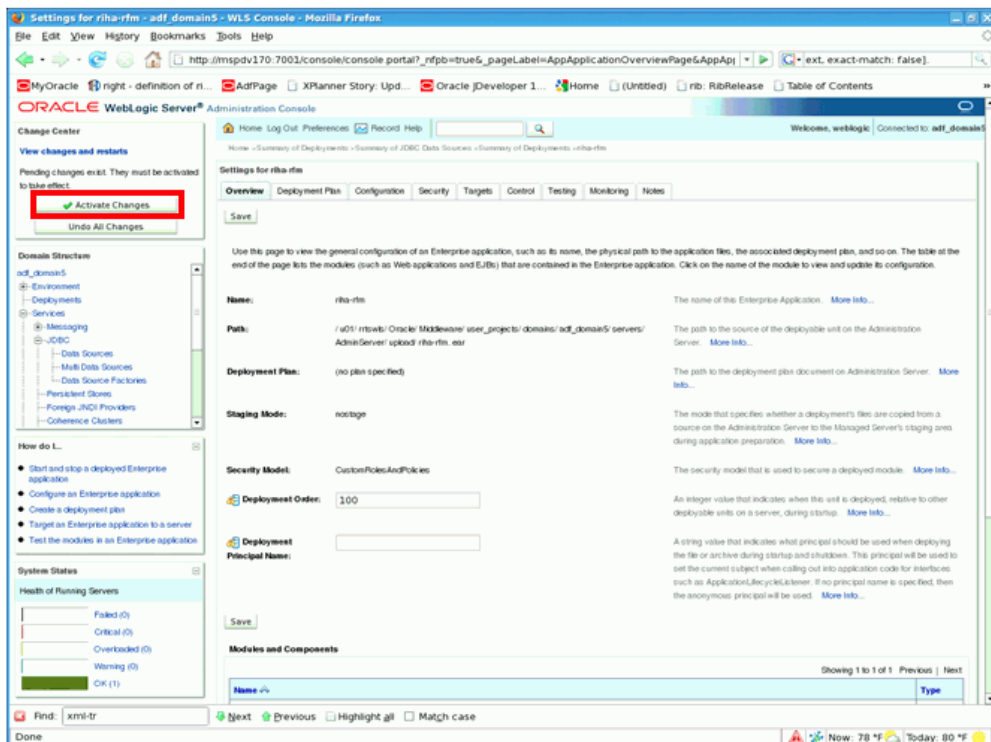 Settings for riha-rfm - adf_domain5 - WLS Console - Mozilla Firefox
File Edit View History Bookmarks Tools Help
http://mspdv170:7001/console/console.portal?_nfpb=true&_pageLabel=AppApplicationOverviewPage&AppApp
ext, exact-match: false].
MyOracle right - definition of ri... AdfPage XPlanner Story: Upd... Oracle JDeveloper 1... Home (Untitled) rib: RibRelease Table of Contents
ORACLE WebLogic Server® Administration Console
Change Center
View changes and restarts
Pending changes exist. They must be activated
to take effect.
Activate Changes
Undo All Changes
Domain Structure
adf_domain5
Environment
Deployments
Services
Messaging
JDBC
Data Sources
Multi Data Sources
Data Source Factories
Persistent Stores
Foreign JNDI Providers
Coherence Clusters
How do I...
Start and stop a deployed Enterprise
application
Configure an Enterprise application
Create a deployment plan
Target an Enterprise application to a server
Test the modules in an Enterprise application
System Status
Health of Running Servers
Failed (0)
Critical (0)
Overloaded (0)
Warning (0)
OK (1)
Home Log Out Preferences Record Help
Welcome, weblogic Connected to: adf_domain5
Home >Summary of Deployments >Summary of JDBC Data Sources >Summary of Deployments >riha-rfm
Settings for riha-rfm
Overview Deployment Plan Configuration Security Targets Control Testing Monitoring Notes
Save
Use this page to view the general configuration of an Enterprise application, such as its name, the physical path to the application files, the associated deployment plan, and so on. The table at the
end of the page lists the modules (such as Web applications and EJBs) that are contained in the Enterprise application. Click on the name of the module to view and update its configuration.
Name: riha-rfm The name of this Enterprise Application. More Info...
Path: / u01/ rrtswls/ Oracle/ Middleware/ user_projects/ domains/ adf_domain5/ servers/ The path to the source of the deployable unit on the Administration
AdminServer/ upload/ riha-rfm. ear Server. More Info...
Deployment Plan: (no plan specified) The path to the deployment plan document on Administration Server. More
Info...
Staging Mode: nostage The mode that specifies whether a deployment's files are copied from a
source on the Administration Server to the Managed Server's staging area
during application preparation. More Info...
Security Model: CustomRolesAndPolicies The security model that is used to secure a deployed module. More Info...
Deployment Order: 100 An integer value that indicates when this unit is deployed, relative to other
deployable units on a server, during startup. More Info...
Deployment A string value that indicates what principal should be used when deploying
Principal Name: the file or archive during startup and shutdown. This principal will be used to
set the current subject when calling out into application code for interfaces
such as ApplicationLifecycleListener. If no principal name is specified, then
the anonymous principal will be used. More Info...
Save
Modules and Components
Showing 1 to 1 of 1 Previous | Next
Name Type
Find: xml-tr Next Previous Highlight all Match case
Done Now: 78 °F Today: 80 °F